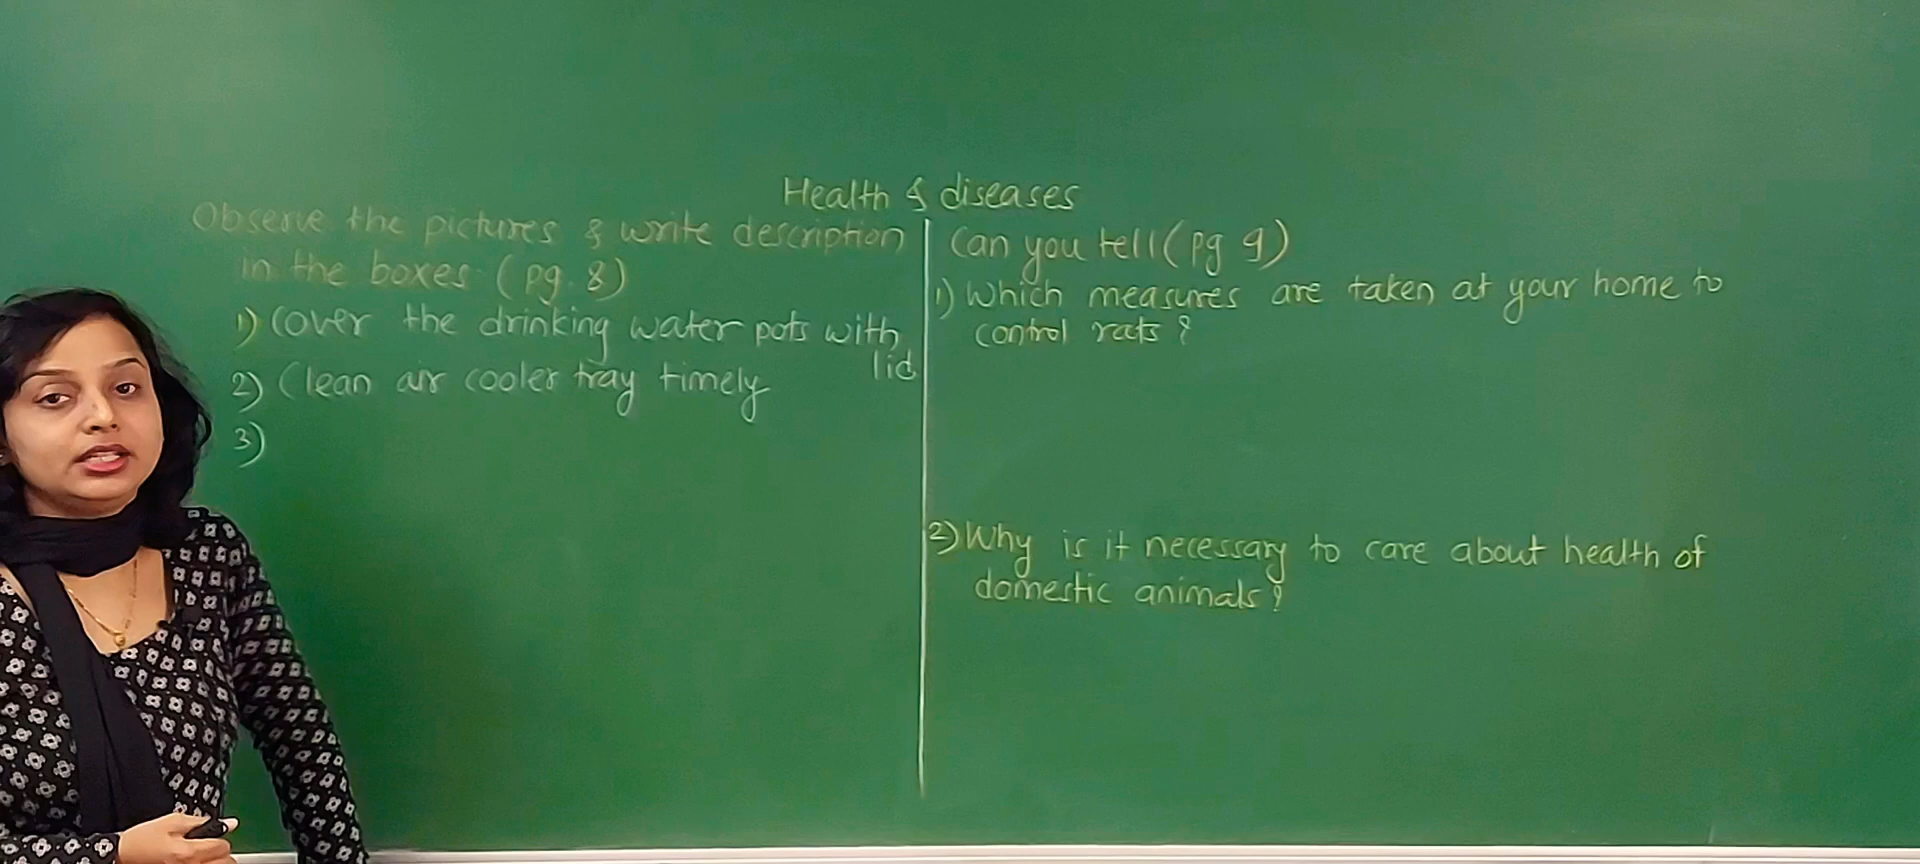 Health & diseases
Observe the pictures & write description
in the boxes (pg. 8)
1) Cover the drinking water pots with
lid
2) Clean air cooler tray timely
3)
Can you tell (pg 9)
1) Which measures are taken at your home to
control rats?
2) Why is it necessary to care about health of
domestic animals?